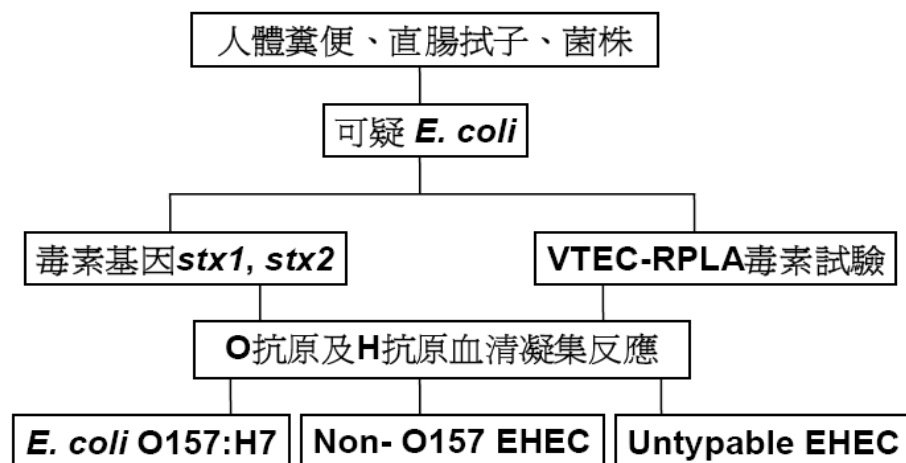 人體糞便、直腸拭子、菌株
可疑 E. coli
毒素基因stx1, stx2
VTEC-RPLA毒素試驗
O抗原及H抗原血清凝集反應
E. coli O157:H7
Non- O157 EHEC
Untypable EHEC